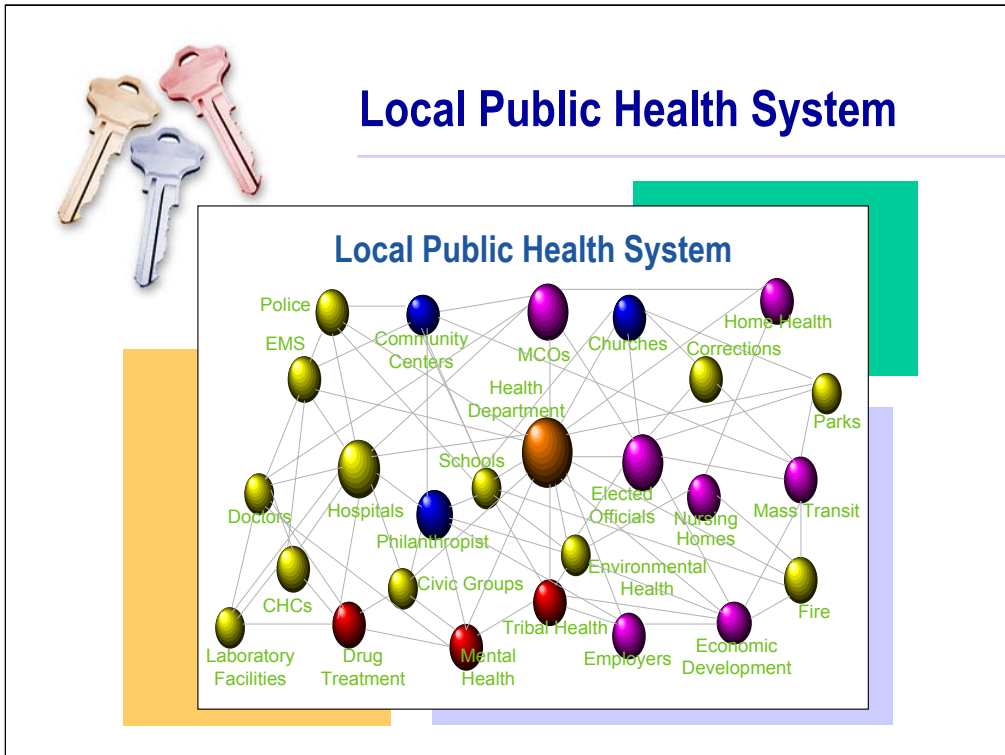 Local Public Health System
Local Public Health System
Police
Community
Centers
MCOs
Churches
Home Health
EMS
Corrections
Health
Department
Parks
Schools
Doctors
Hospitals
Philanthropist
Elected
Officials
Nursing
Homes
Mass Transit
CHCs
Civic Groups
Environmental
Health
Fire
Laboratory
Facilities
Drug
Treatment
Mental
Health
Tribal Health
Employers
Economic
Development